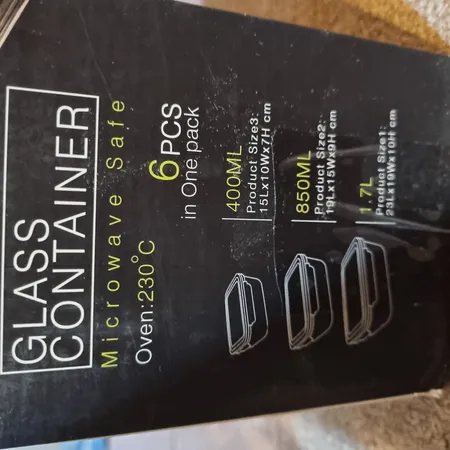 GLASS
CONTAINER
Microwave Safe
Oven:230°C
6PCS
in One pack
400ML
Product Size3:
15Lx10Wx7H cm
850ML
Product Size2:
19Lx15Wx9H cm
1.7L
Product Size1:
23Lx19Wx10H cm